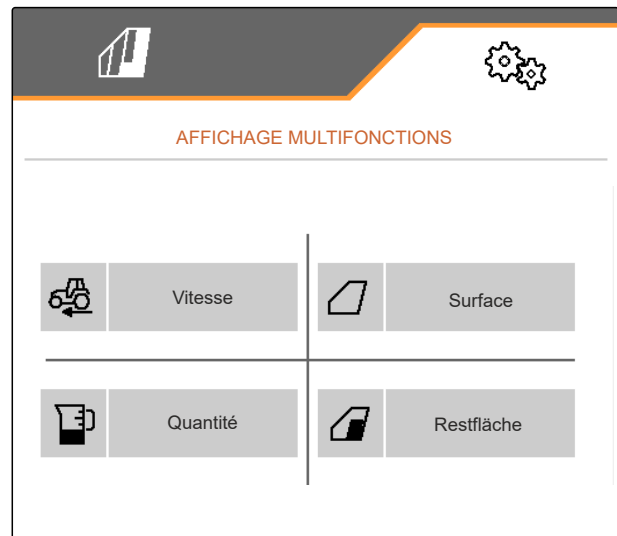 AFFICHAGE MULTIFONCTIONS
Vitesse
Surface
Quantité
Restfläche